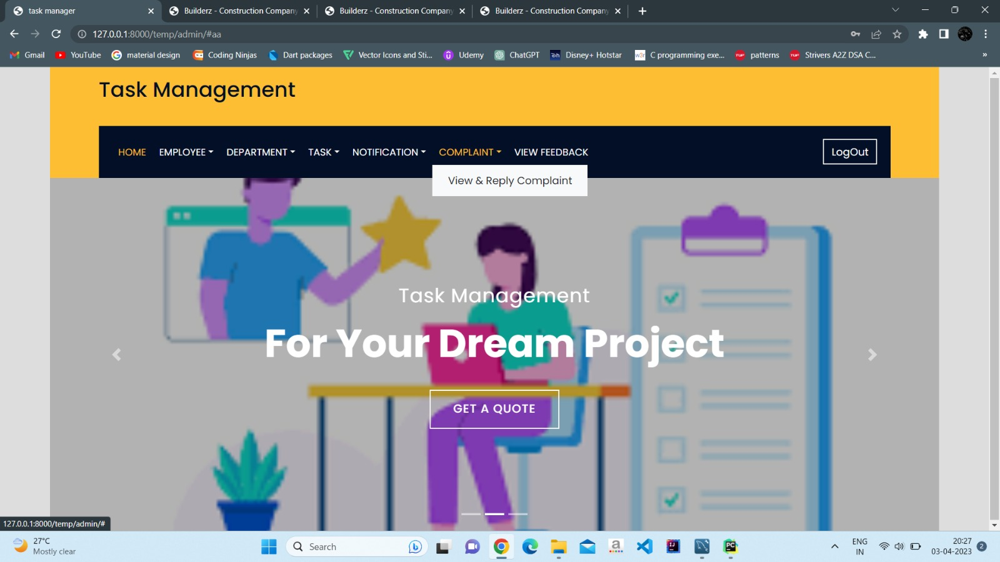 task manager
Builderz - Construction Company
Builderz - Construction Company
Builderz - Construction Company
127.0.0.1:8000/temp/admin/#aa
Gmail YouTube material design Coding Ninjas Dart packages Vector Icons and Sti... Udemy ChatGPT Disney+ Hotstar C programming exe... patterns Strivers A2Z DSA C... »
Task Management
HOME EMPLOYEE DEPARTMENT TASK NOTIFICATION COMPLAINT VIEW FEEDBACK LogOut
View & Reply Complaint
Task Management
For Your Dream Project
GET A QUOTE
127.0.0.1:8000/temp/admin/#
27°C
Mostly clear
Search
ENG
IN
20:27
03-04-2023
2